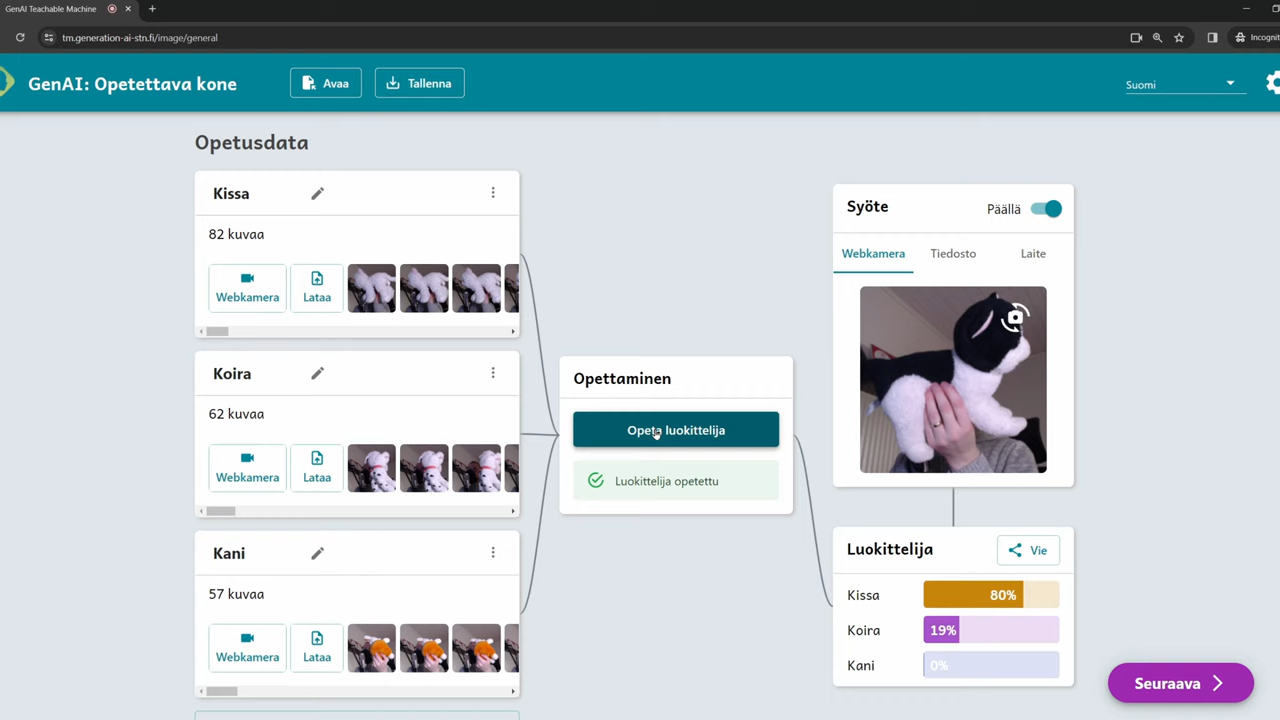 GenAI Teachable Machine
tm.generation-ai-stn.fi/image/general
Incognit
GenAI: Opetettava kone
Avaa
Tallenna
Suomi
Opetusdata
Kissa
82 kuvaa
Webkamera
Lataa
Koira
62 kuvaa
Webkamera
Lataa
Kani
57 kuvaa
Webkamera
Lataa
Opettaminen
Opeta luokittelija
Luokittelija opetettu
Syöte
Päällä
Webkamera
Tiedosto
Laite
Luokittelija
Vie
Kissa
80%
Koira
19%
Kani
0%
Seuraava